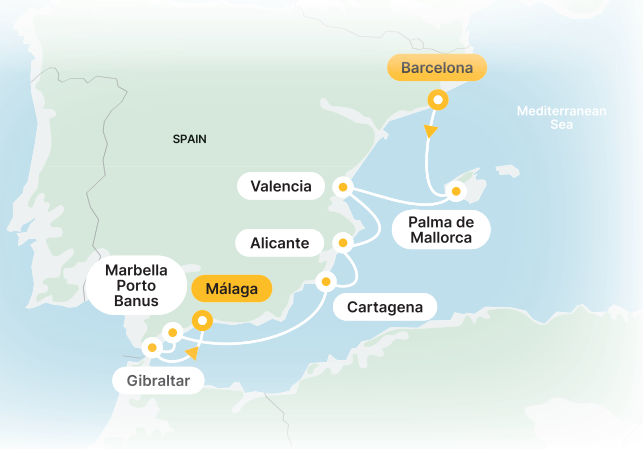 Barcelona
Mediterranean
Sea
SPAIN
Valencia
Palma de
Mallorca
Alicante
Marbella
Porto
Banus
Málaga
Cartagena
Gibraltar